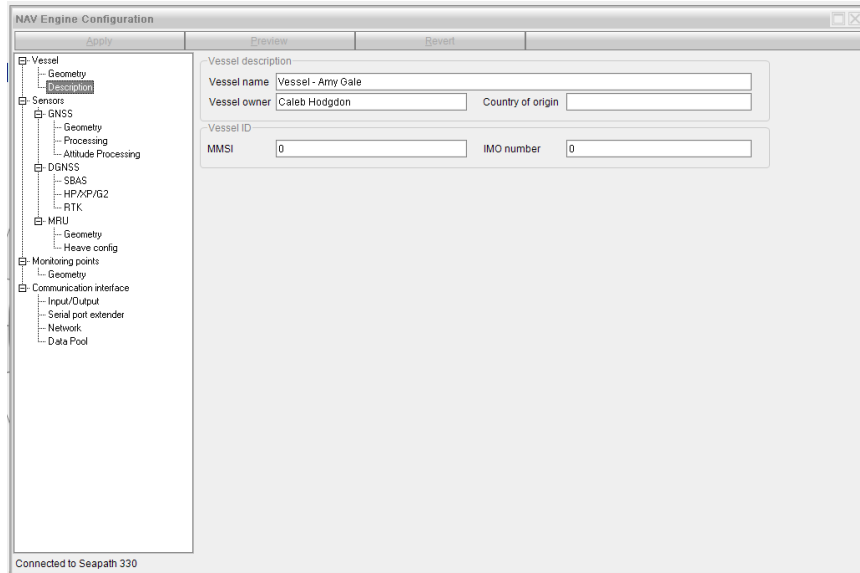 NAV Engine Configuration
Apply Preview Revert
Vessel
Geometry
Description
Sensors
GNSS
Geometry
Processing
Attitude Processing
DGNSS
SBAS
HP/XP/G2
RTK
MRU
Geometry
Heave config
Monitoring points
Geometry
Communication interface
Input/Output
Serial port extender
Network
Data Pool
Vessel description
Vessel name Vessel - Amy Gale
Vessel owner Caleb Hodgdon Country of origin
Vessel ID
MMSI 0 IMO number 0
Connected to Seapath 330